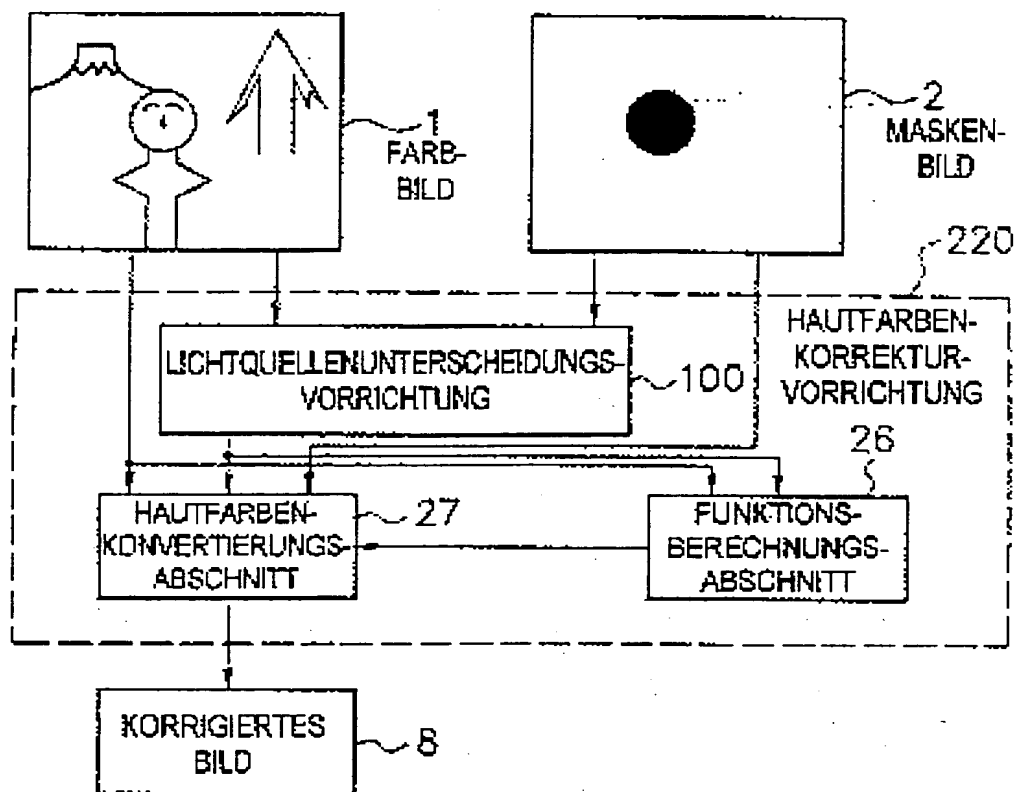 1
FARB-
BILD
2
MASKEN-
BILD
220
HAUTFARBEN-
KORREKTUR-
VORRICHTUNG
LICHTQUELLENUNTERSCHEIDUNGS-
VORRICHTUNG
100
26
HAUTFARBEN-
KONVERTIERUNGS-
ABSCHNITT
27
FUNKTIONS-
BERECHNUNGS-
ABSCHNITT
KORRIGIERTES
BILD
8